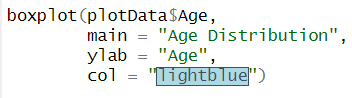 boxplot(plotData$Age,
main = "Age Distribution",
ylab = "Age",
col = "lightblue")